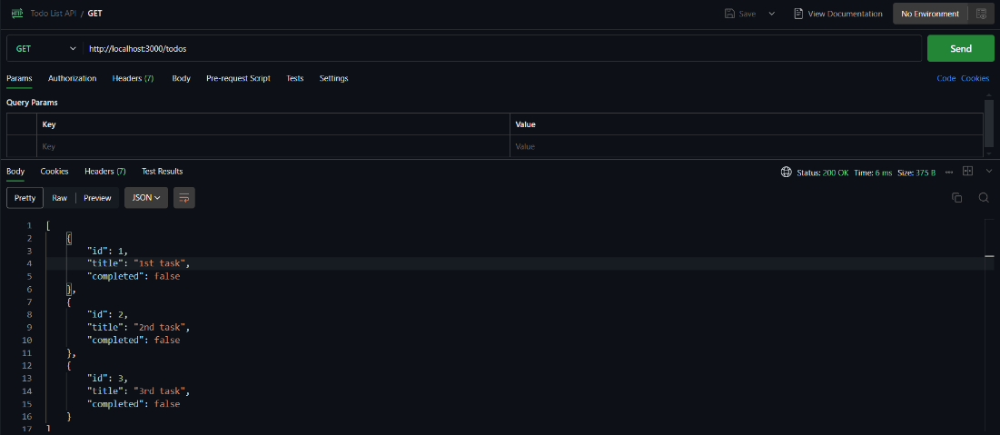 HTTP Todo List API / GET Save View Documentation No Environment
GET http://localhost:3000/todos Send
Params Authorization Headers (7) Body Pre-request Script Tests Settings Code Cookies
Query Params
Key Value
Key Value
Body Cookies Headers (7) Test Results Status: 200 OK Time: 6 ms Size: 375 B
Pretty Raw Preview JSON
1 [
2 {
3 "id": 1,
4 "title": "1st task",
5 "completed": false
6 },
7 {
8 "id": 2,
9 "title": "2nd task",
10 "completed": false
11 },
12 {
13 "id": 3,
14 "title": "3rd task",
15 "completed": false
16 }
17 ]